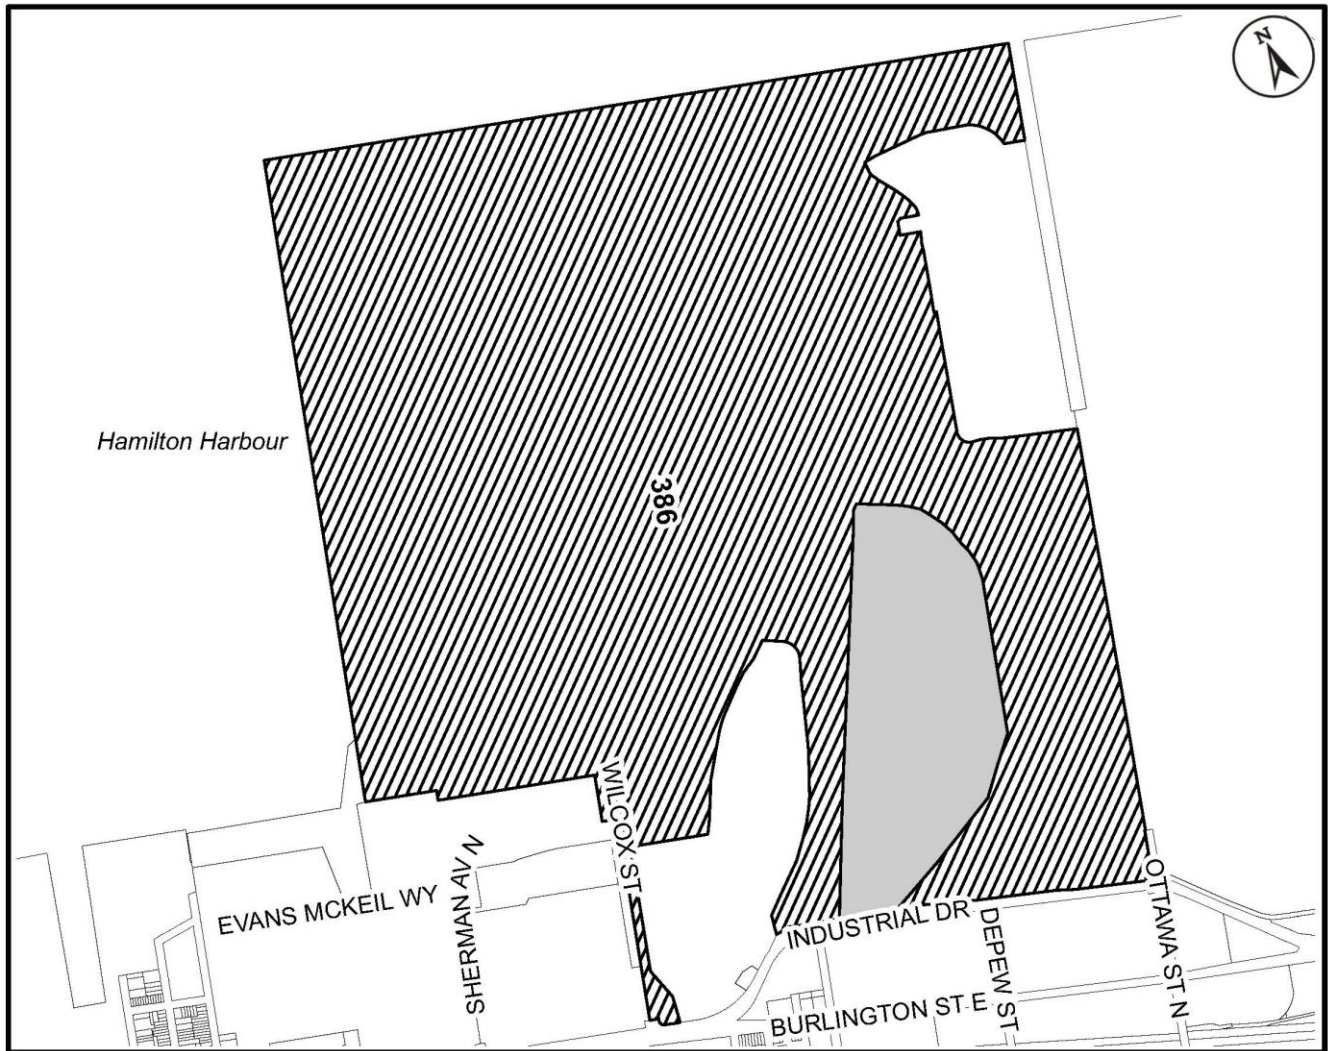 N
Hamilton Harbour
386
WILCOX ST
EVANS MCKEIL WY
SHERMAN AV N
INDUSTRIAL DR
DEPEW ST
OTTAWA ST N
BURLINGTON ST E